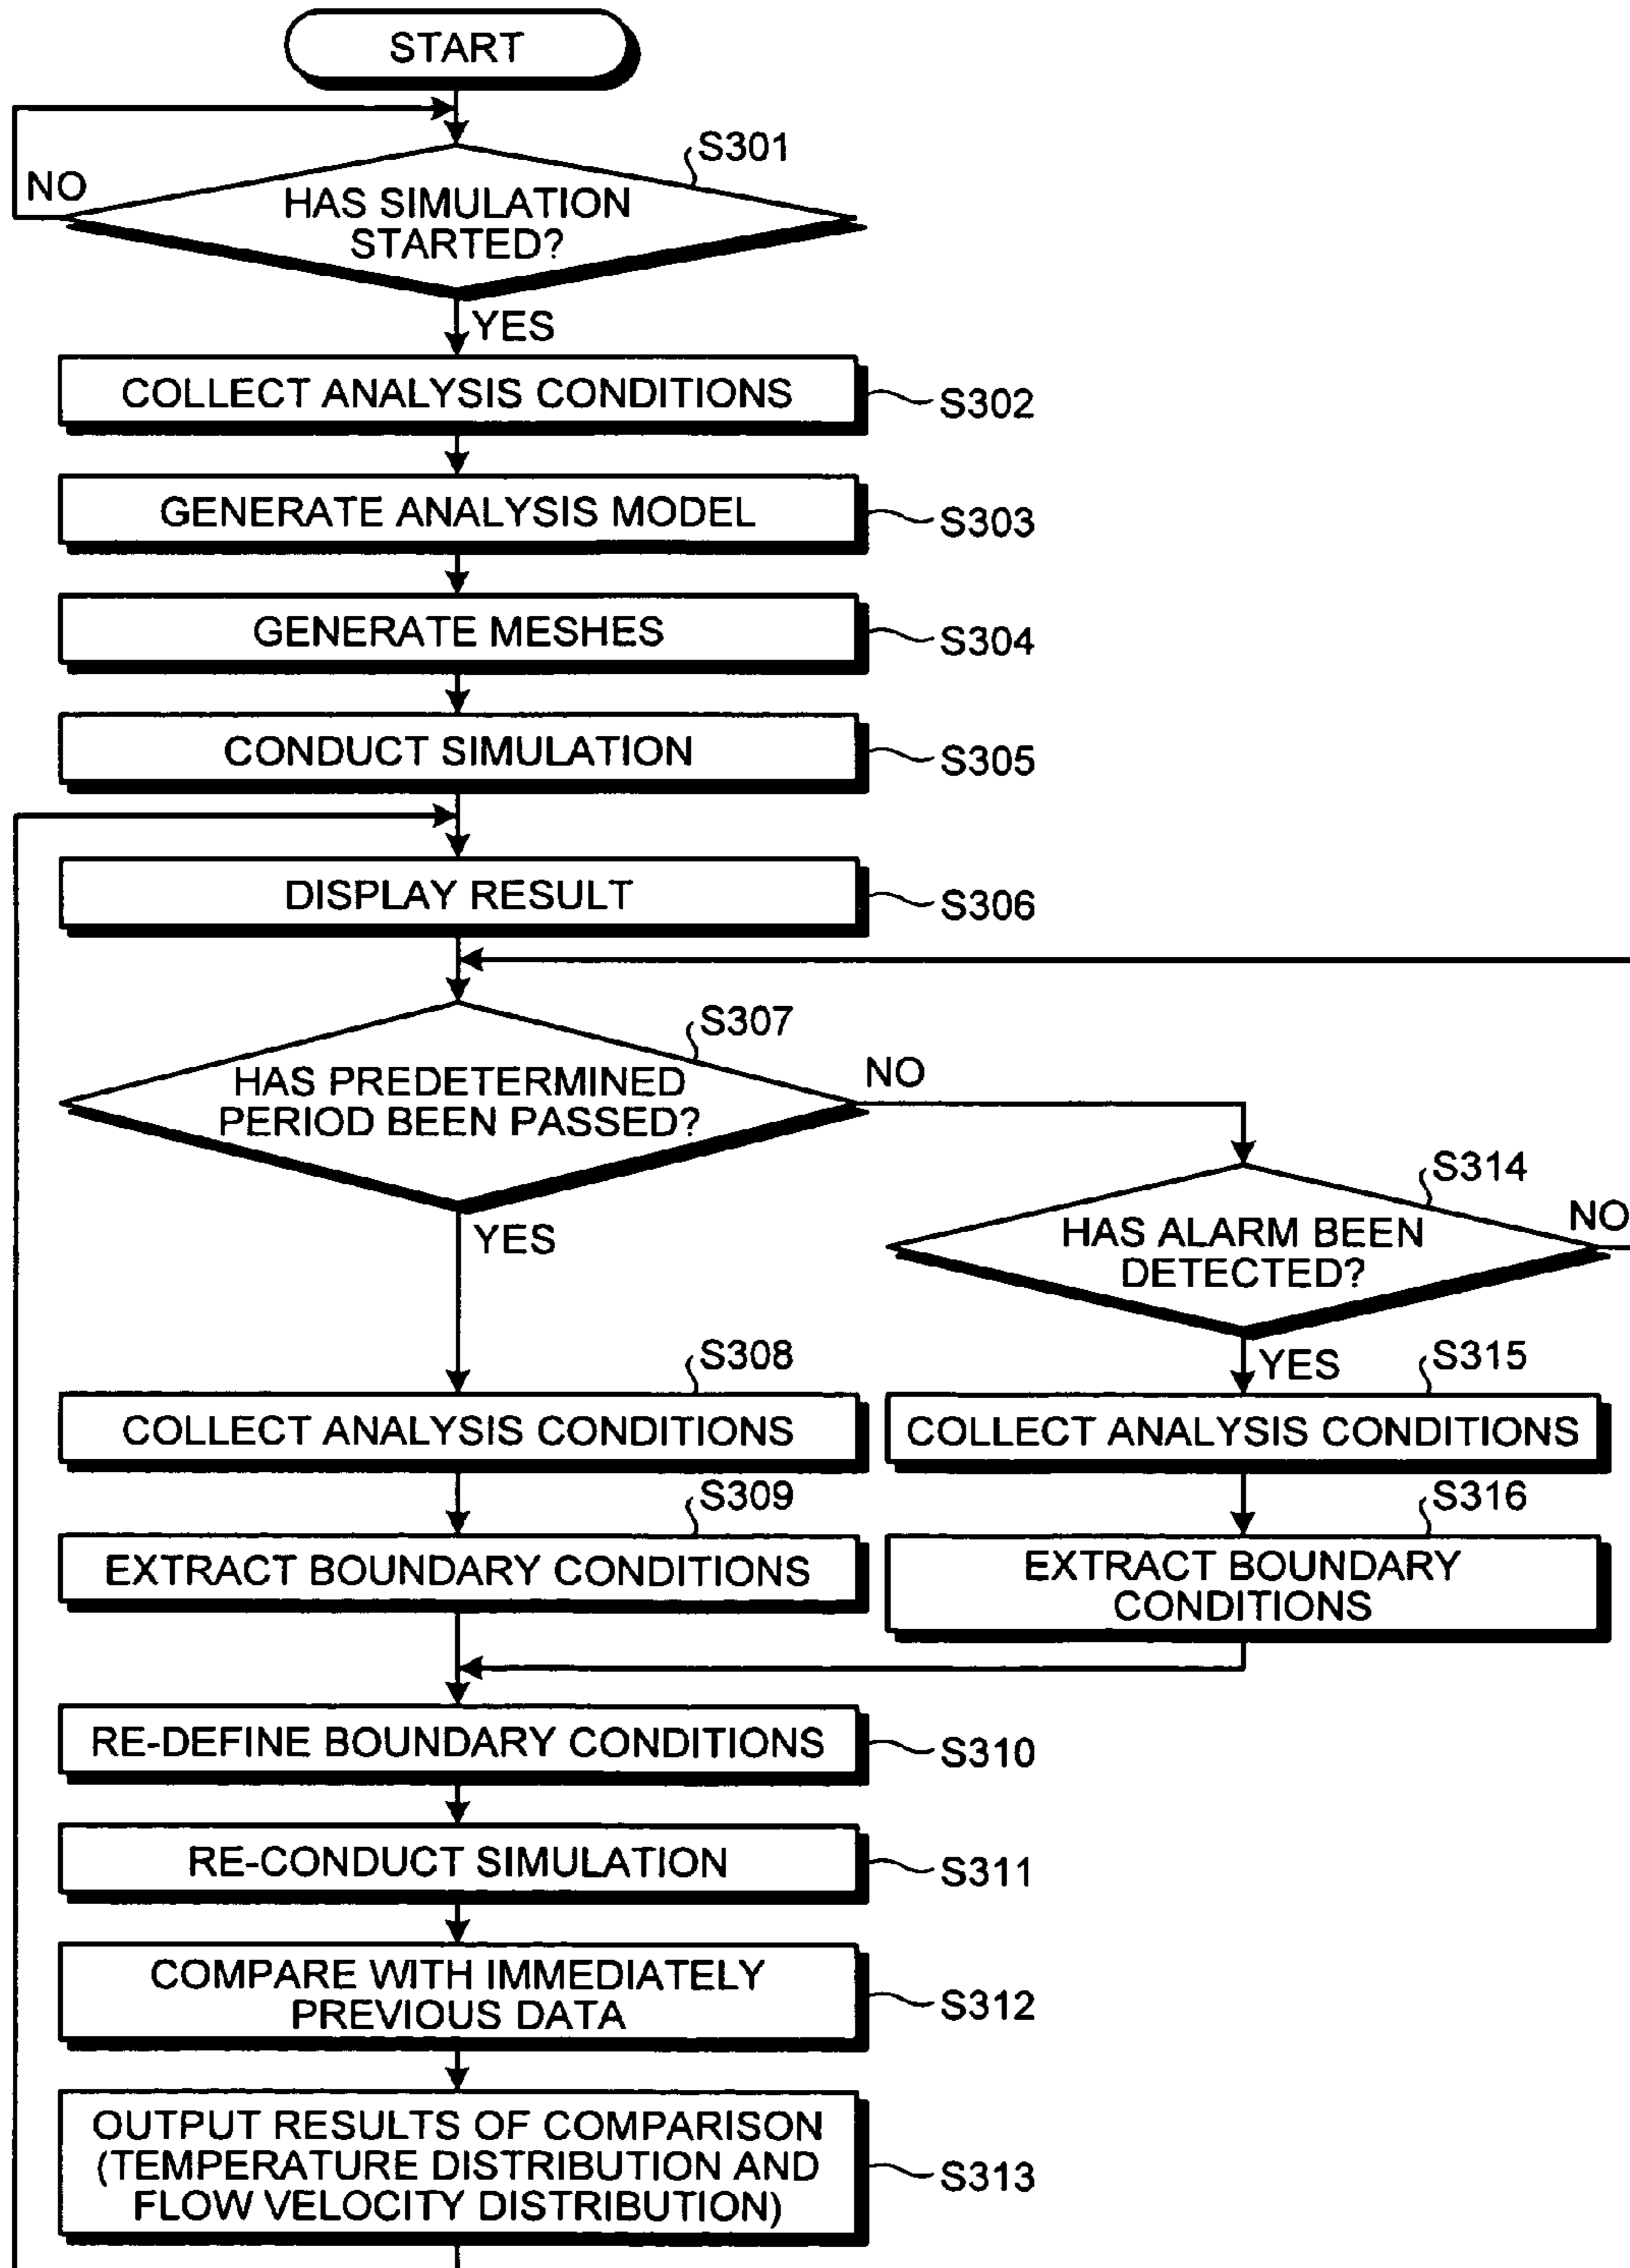 START
S301
NO
HAS SIMULATION
STARTED?
YES
COLLECT ANALYSIS CONDITIONS
S302
GENERATE ANALYSIS MODEL
S303
GENERATE MESHES
S304
CONDUCT SIMULATION
S305
DISPLAY RESULT
S306
S307
HAS PREDETERMINED
PERIOD BEEN PASSED?
NO
YES
S314
HAS ALARM BEEN
DETECTED?
NO
YES
S308
COLLECT ANALYSIS CONDITIONS
S315
COLLECT ANALYSIS CONDITIONS
S309
EXTRACT BOUNDARY CONDITIONS
S316
EXTRACT BOUNDARY
CONDITIONS
RE-DEFINE BOUNDARY CONDITIONS
S310
RE-CONDUCT SIMULATION
S311
COMPARE WITH IMMEDIATELY
PREVIOUS DATA
S312
OUTPUT RESULTS OF COMPARISON
(TEMPERATURE DISTRIBUTION AND
FLOW VELOCITY DISTRIBUTION)
S313